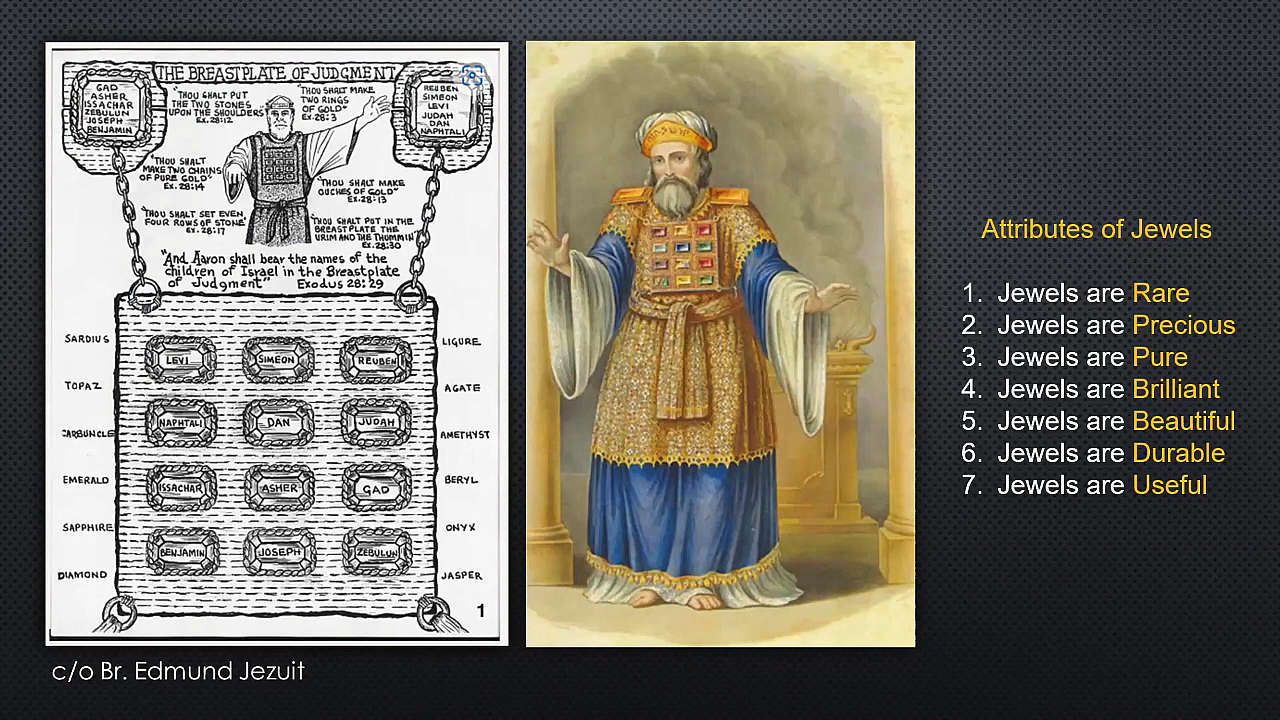 THE BREASTPLATE OF JUDGMENT
GAD
ASHER
ISSACHAR
ZEBULUN
JOSEPH
BENJAMIN
"THOU SHALT PUT
THE TWO STONES
UPON THE SHOULDERS"
EX.28:12
"THOU SHALT MAKE
TWO RINGS
OF GOLD"
EX.28:3
REUBEN
SIMEON
LEVI
JUDAH
DAN
NAPHTALI
"THOU SHALT
MAKE TWO CHAINS
OF PURE GOLD"
EX.28:14
"THOU SHALT MAKE
OUCHES OF GOLD"
EX.28:13
"THOU SHALT SET EVEN,
FOUR ROWS OF STONE"
EX.28:17
"THOU SHALT PUT IN THE
BREASTPLATE THE
URIM AND THE THUMMIN"
EX.28:30
"And Aaron shall bear the names of the
children of Israel in the Breastplate
of Judgment" Exodus 28:29
SARDIUS
TOPAZ
CARBUNCLE
EMERALD
SAPPHIRE
DIAMOND
LEVI SIMEON REUBEN
NAPHTALI DAN JUDAH
ISSACHAR ASHER GAD
BENJAMIN JOSEPH ZEBULUN
LIGURE
AGATE
AMETHYST
BERYL
ONYX
JASPER
1
c/o Br. Edmund Jezuit
Attributes of Jewels
1. Jewels are Rare
2. Jewels are Precious
3. Jewels are Pure
4. Jewels are Brilliant
5. Jewels are Beautiful
6. Jewels are Durable
7. Jewels are Useful